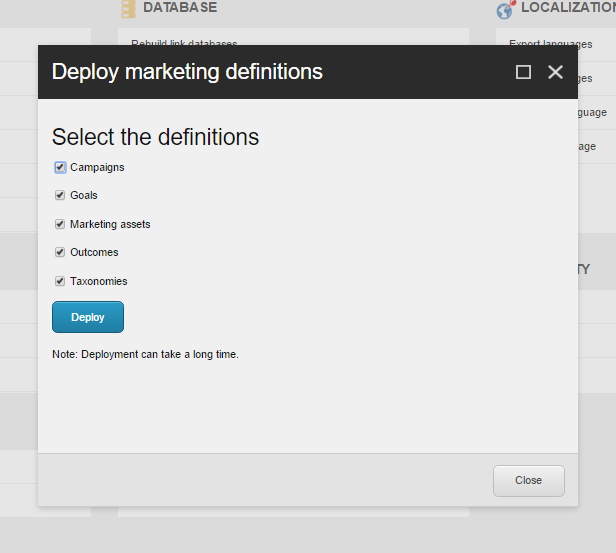 DATABASE
LOCALIZATION
Rebuild link databases
Export languages
Deploy marketing definitions
ges
guage
age
Select the definitions
Campaigns
Goals
Marketing assets
Outcomes
Taxonomies
TY
Deploy
Note: Deployment can take a long time.
Close